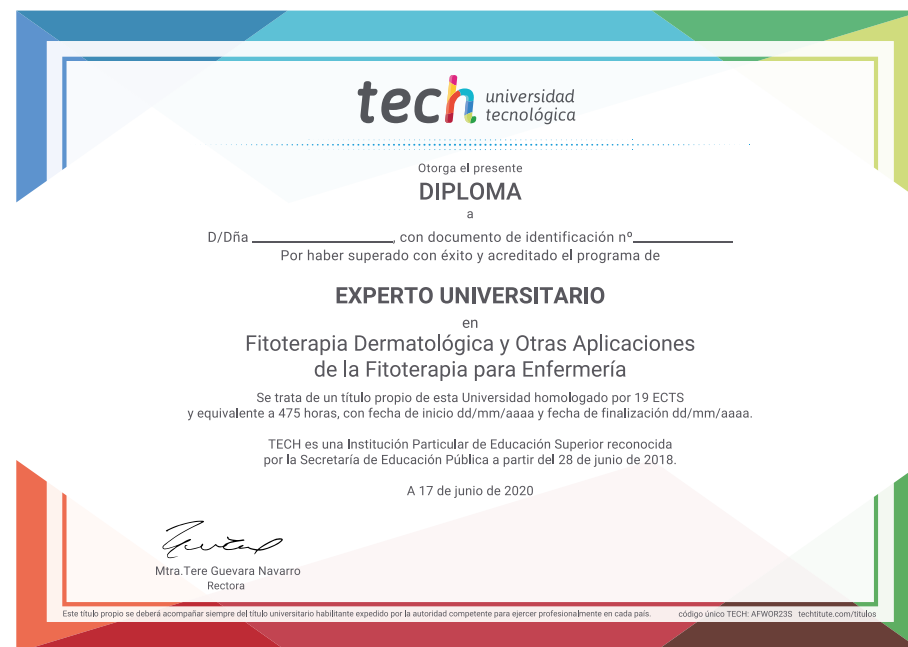 tech universidad
tecnológica
Otorga el presente
DIPLOMA
a
D/Dña ____________________, con documento de identificación nº______________
Por haber superado con éxito y acreditado el programa de
EXPERTO UNIVERSITARIO
en
Fitoterapia Dermatológica y Otras Aplicaciones
de la Fitoterapia para Enfermería
Se trata de un título propio de esta Universidad homologado por 19 ECTS
y equivalente a 475 horas, con fecha de inicio dd/mm/aaaa y fecha de finalización dd/mm/aaaa.
TECH es una Institución Particular de Educación Superior reconocida
por la Secretaría de Educación Pública a partir del 28 de junio de 2018.
A 17 de junio de 2020
Mtra.Tere Guevara Navarro
Rectora
Este título propio se deberá acompañar siempre del título universitario habilitante expedido por la autoridad competente para ejercer profesionalmente en cada país. código único TECH: AFWOR23S techtitute.com/titulos